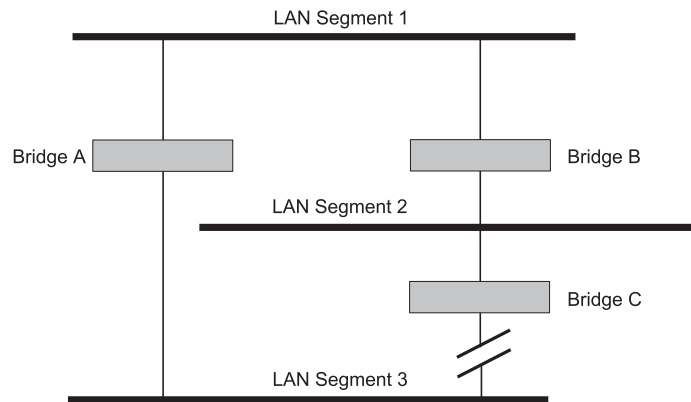 LAN Segment 1
Bridge A
Bridge B
LAN Segment 2
Bridge C
LAN Segment 3